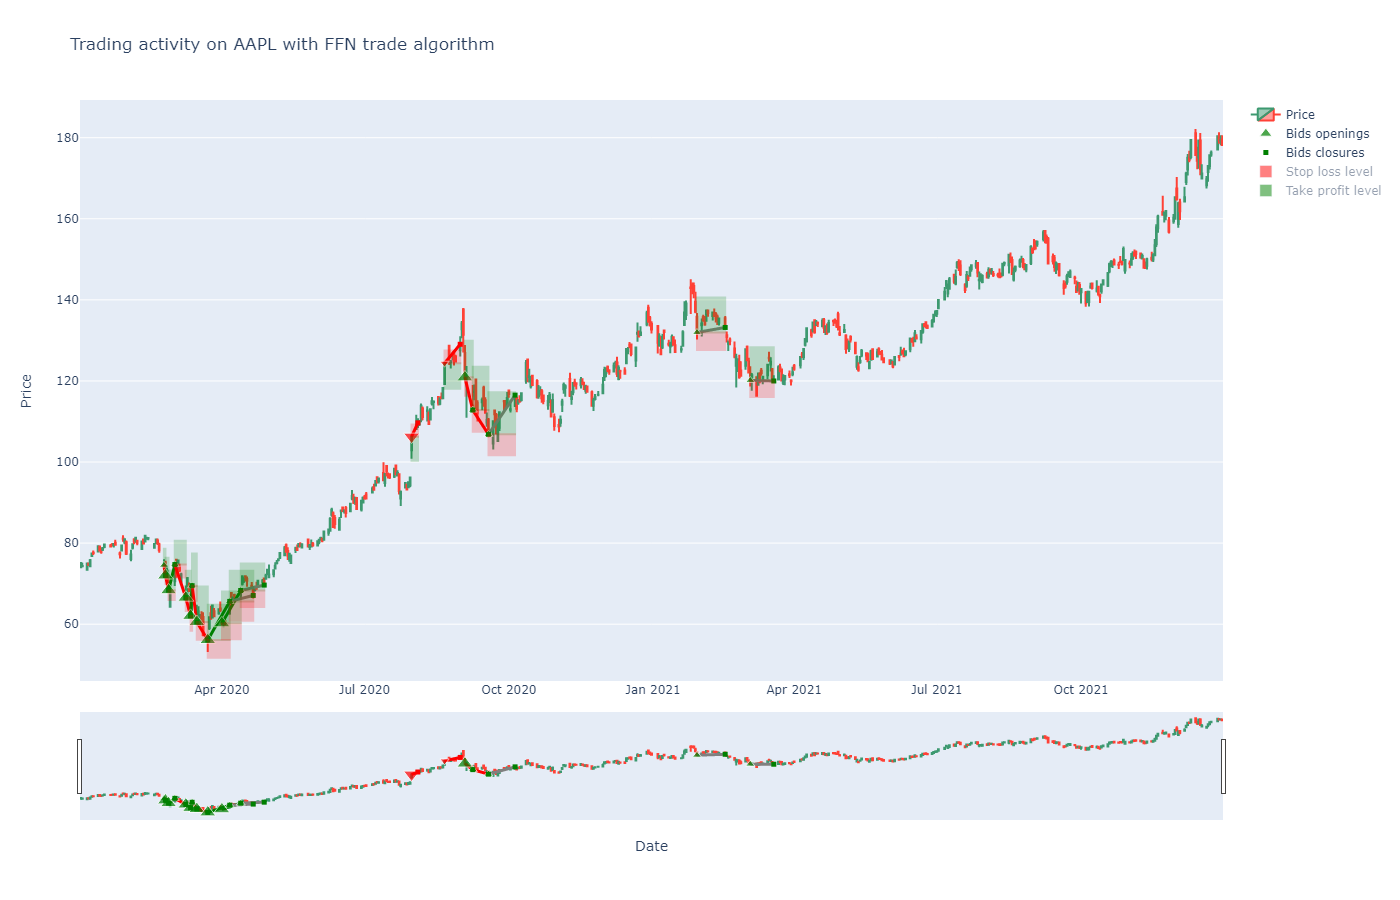 Trading activity on AAPL with FFN trade algorithm
Price
Bids openings
Bids closures
Stop loss level
Take profit level
180
160
140
120
100
80
60
Price
Apr 2020
Jul 2020
Oct 2020
Jan 2021
Apr 2021
Jul 2021
Oct 2021
Date